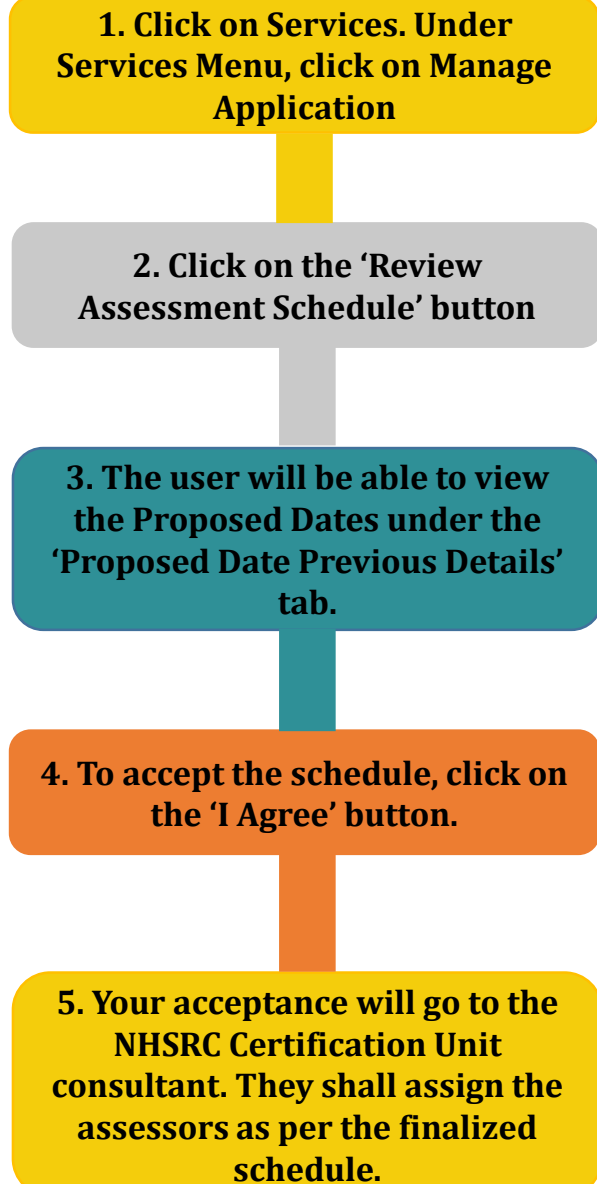 1. Click on Services. Under
Services Menu, click on Manage
Application
2. Click on the ‘Review
Assessment Schedule’ button
3. The user will be able to view
the Proposed Dates under the
‘Proposed Date Previous Details’
tab.
4. To accept the schedule, click on
the ‘I Agree’ button.
5. Your acceptance will go to the
NHSRC Certification Unit
consultant. They shall assign the
assessors as per the finalized
schedule.